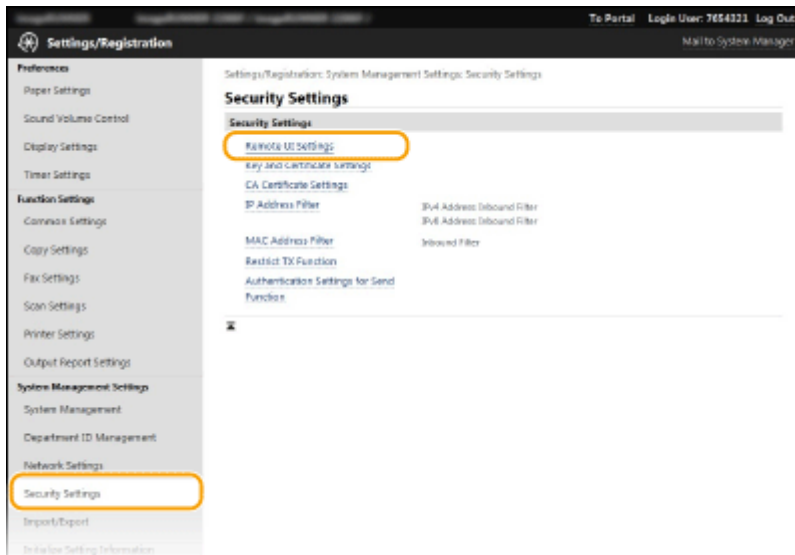 To Portal Login User: 7654321 Log Out
Settings/Registration
Mail to System Manager
Preferences
Paper Settings
Sound Volume Control
Display Settings
Timer Settings
Function Settings
Common Settings
Copy Settings
Fax Settings
Scan Settings
Printer Settings
Output Report Settings
System Management Settings
System Management
Department ID Management
Network Settings
Security Settings
Import/Export
Initialize Setting Information
Settings/Registration: System Management Settings: Security Settings
Security Settings
Security Settings
Remote UI Settings
Key and Certificate Settings
CA Certificate Settings
IP Address Filter
IPv4 Address Inbound Filter
IPv6 Address Inbound Filter
MAC Address Filter
Inbound Filter
Restrict TX Function
Authentication Settings for Send
Function